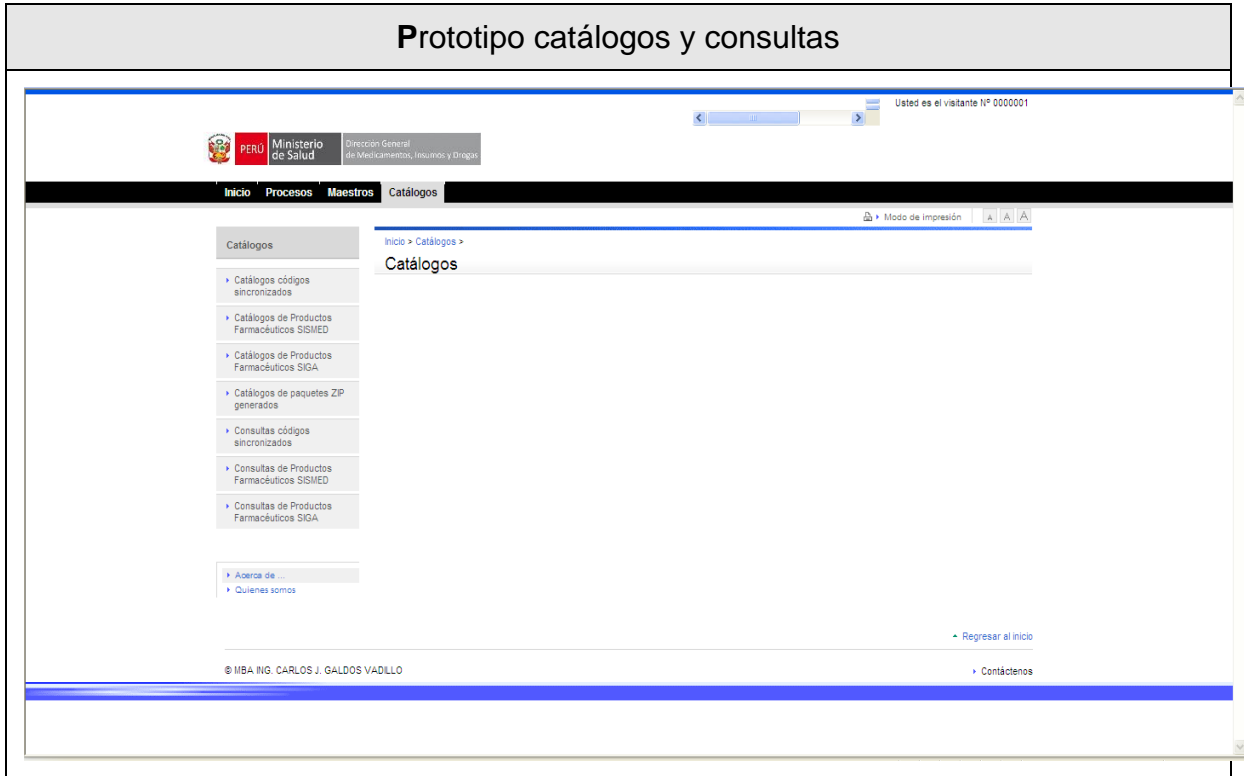 Prototipo catálogos y consultas
Usted es el visitante Nº 0000001
PERÚ
Ministerio
de Salud
Dirección General
de Medicamentos, Insumos y Drogas
Inicio Procesos Maestros Catálogos
Modo de impresión A A A
Catálogos
Inicio > Catálogos >
Catálogos
Catálogos códigos
sincronizados
Catálogos de Productos
Farmacéuticos SISMED
Catálogos de Productos
Farmacéuticos SIGA
Catálogos de paquetes ZIP
generados
Consultas códigos
sincronizados
Consultas de Productos
Farmacéuticos SISMED
Consultas de Productos
Farmacéuticos SIGA
Acerca de ...
Quienes somos
Regresar al inicio
© MBA ING. CARLOS J. GALDOS VADILLO
Contáctenos